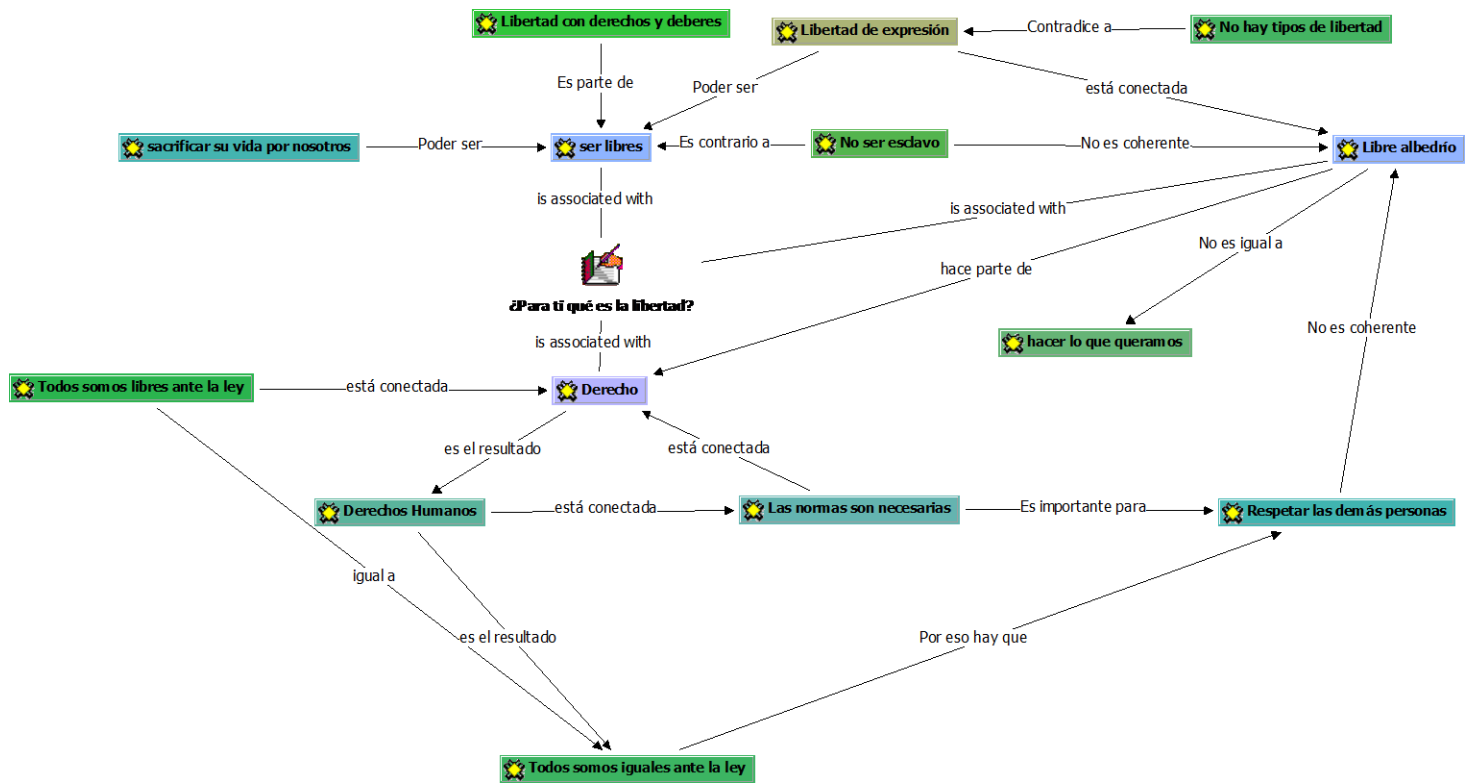 Libertad con derechos y deberes
Libertad de expresión
Contradice a
No hay tipos de libertad
Es parte de
Poder ser
está conectada
sacrificar su vida por nosotros
Poder ser
ser libres
Es contrario a
No ser esclavo
No es coherente
Libre albedrío
is associated with
is associated with
No es igual a
hace parte de
¿Para ti qué es la libertad?
No es coherente
is associated with
hacer lo que queramos
Todos somos libres ante la ley
está conectada
Derecho
es el resultado
está conectada
Derechos Humanos
está conectada
Las normas son necesarias
Es importante para
Respetar las demás personas
igual a
es el resultado
Por eso hay que
Todos somos iguales ante la ley